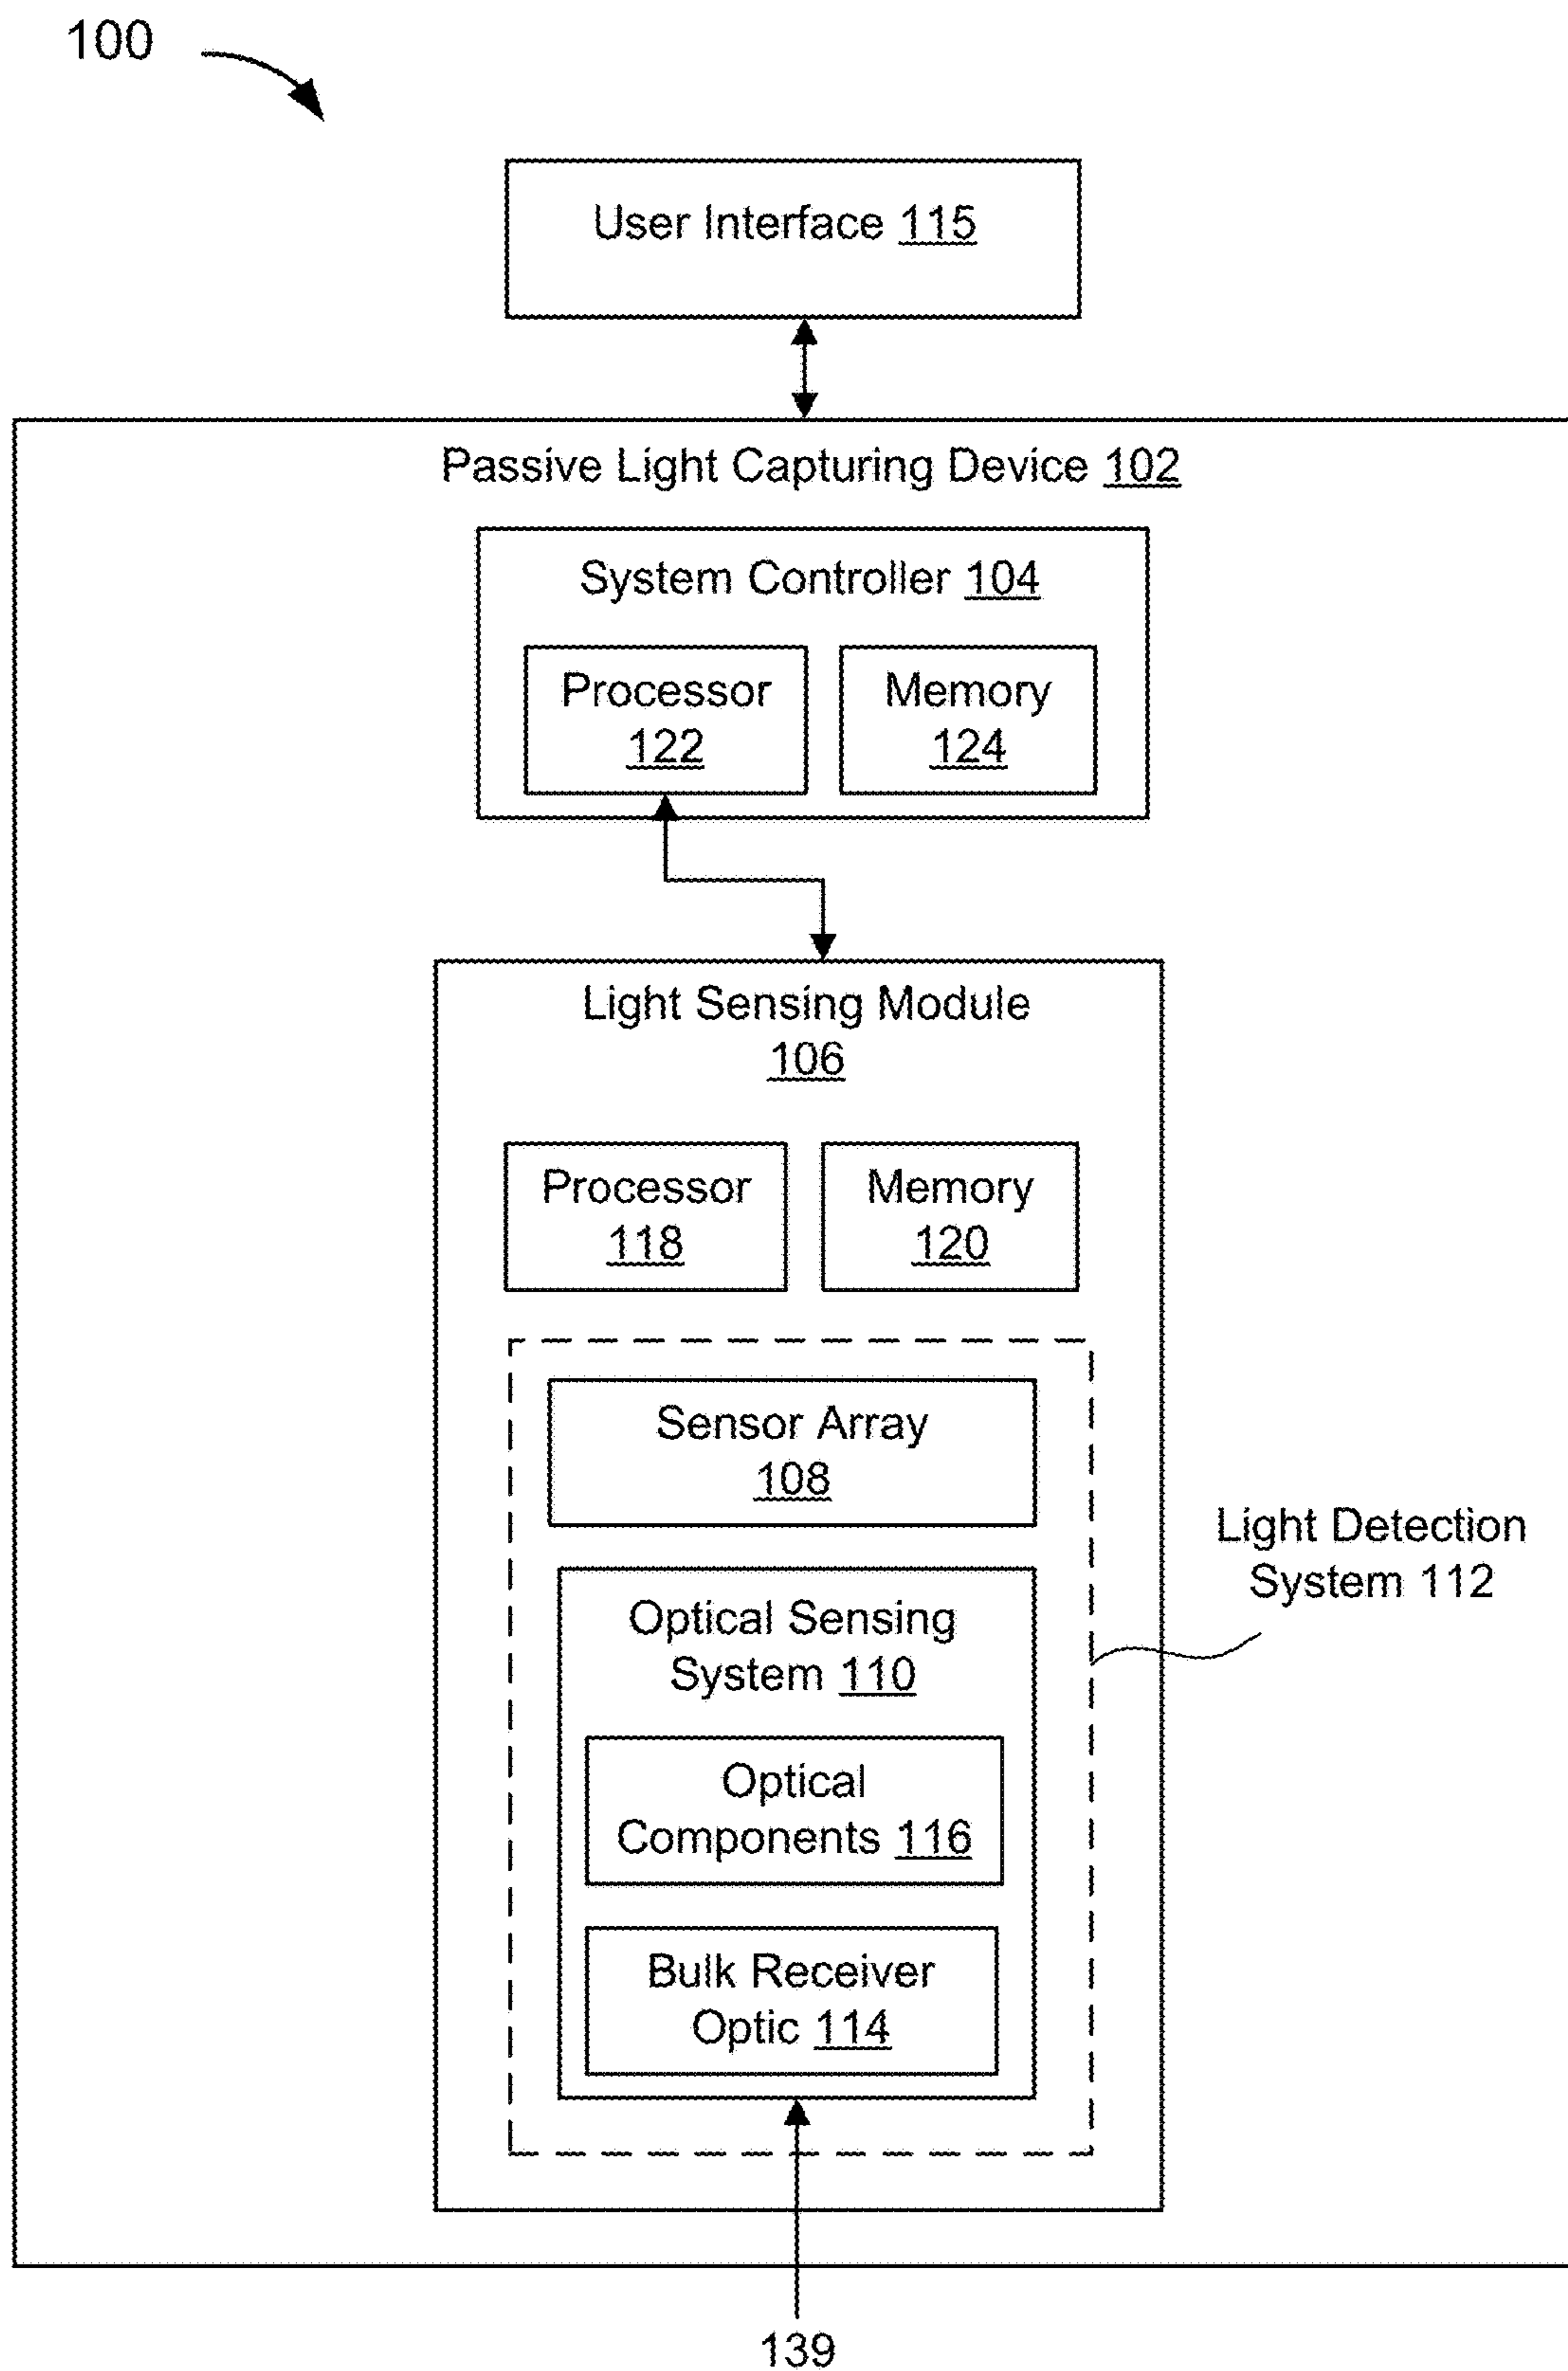 100
User Interface 115
Passive Light Capturing Device 102
System Controller 104
Processor
122
Memory
124
Light Sensing Module
106
Processor
118
Memory
120
Sensor Array
108
Light Detection
System 112
Optical Sensing
System 110
Optical
Components 116
Bulk Receiver
Optic 114
139